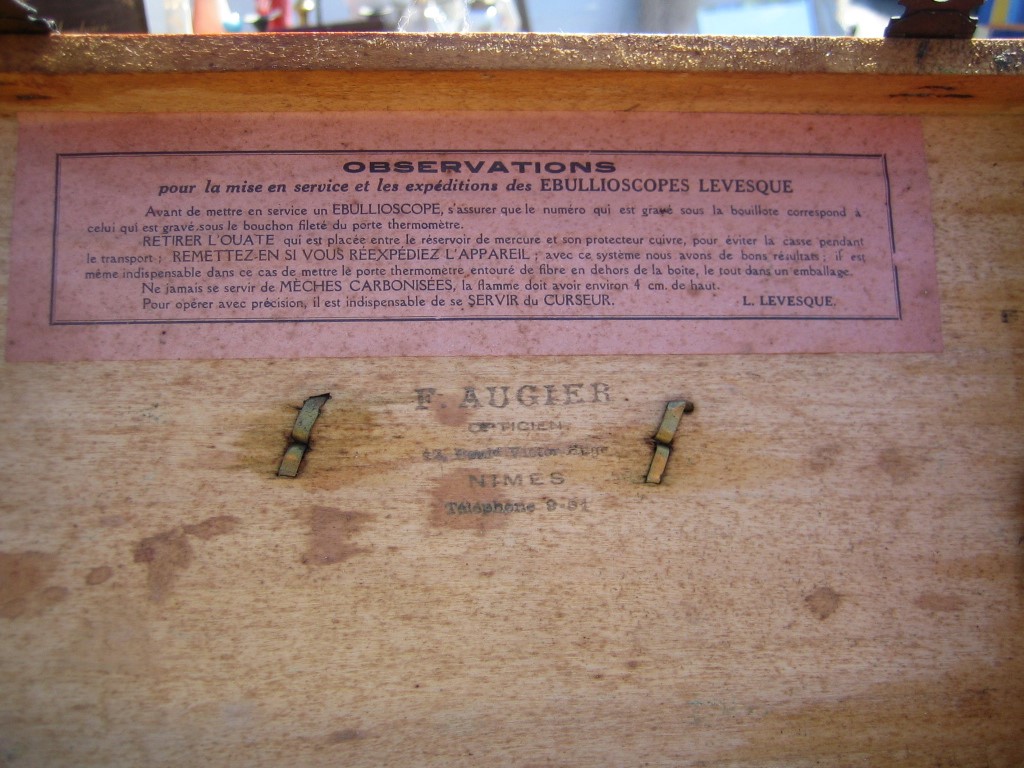 OBSERVATIONS
pour la mise en service et les expéditions des EBULLIOSCOPES LEVESQUE
Avant de mettre en service un EBULLIOSCOPE, s'assurer que le numéro qui est gravé sous la bouillote correspond à
celui qui est gravé sous le bouchon fileté du porte thermomètre.
RETIRER L'OUATE qui est placée entre le réservoir de mercure et son protecteur cuivre, pour éviter la casse pendant
le transport ; REMETTEZ-EN SI VOUS RÉEXPÉDIEZ L'APPAREIL ; avec ce système nous avons de bons résultats ; il est
même indispensable dans ce cas de mettre le porte thermomètre entouré de fibre en dehors de la boite, le tout dans un emballage.
Ne jamais se servir de MÈCHES CARBONISÉES, la flamme doit avoir environ 4 cm. de haut.
Pour opérer avec précision, il est indispensable de se SERVIR du CURSEUR. L. LEVESQUE.
F. AUGIER.
OPTICIEN
Victor Hugo
NIMES
Téléphone 9-51